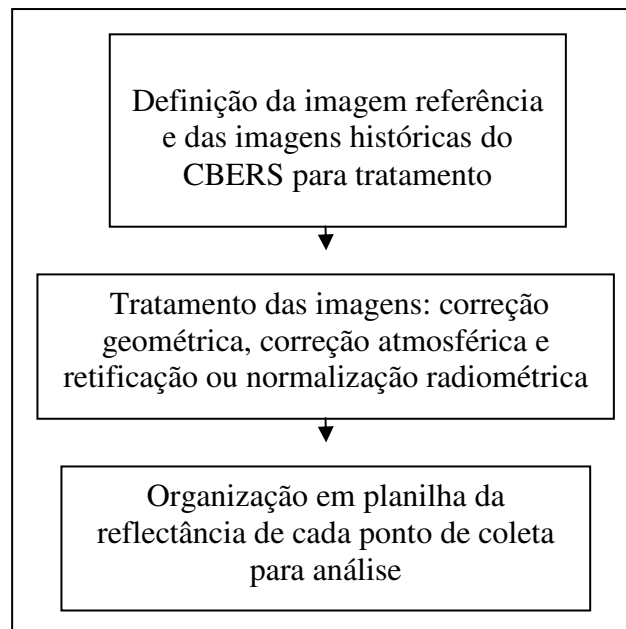 Definição da imagem referência
e das imagens históricas do
CBERS para tratamento
Tratamento das imagens: correção
geométrica, correção atmosférica e
retificação ou normalização radiométrica
Organização em planilha da
reflectância de cada ponto de coleta
para análise